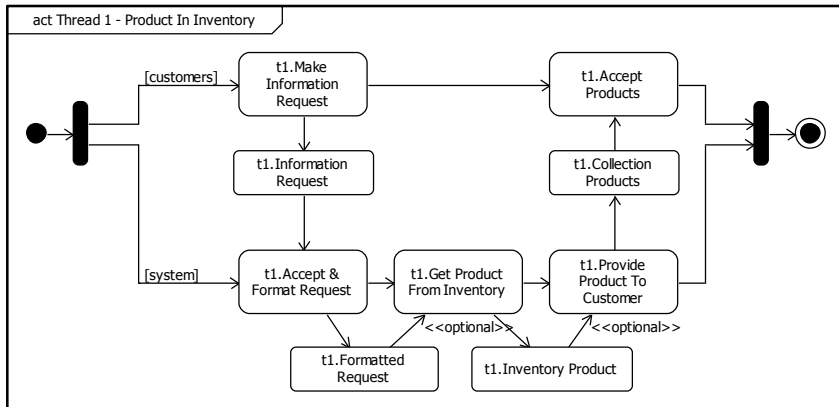 act Thread 1 - Product In Inventory
[customers]
t1.Make
Information
Request
t1.Accept
Products
t1.Information
Request
t1.Collection
Products
[system]
t1.Accept &
Format Request
t1.Get Product
From Inventory
t1.Provide
Product To
Customer
<<optional>>
<<optional>>
t1.Formatted
Request
t1.Inventory Product